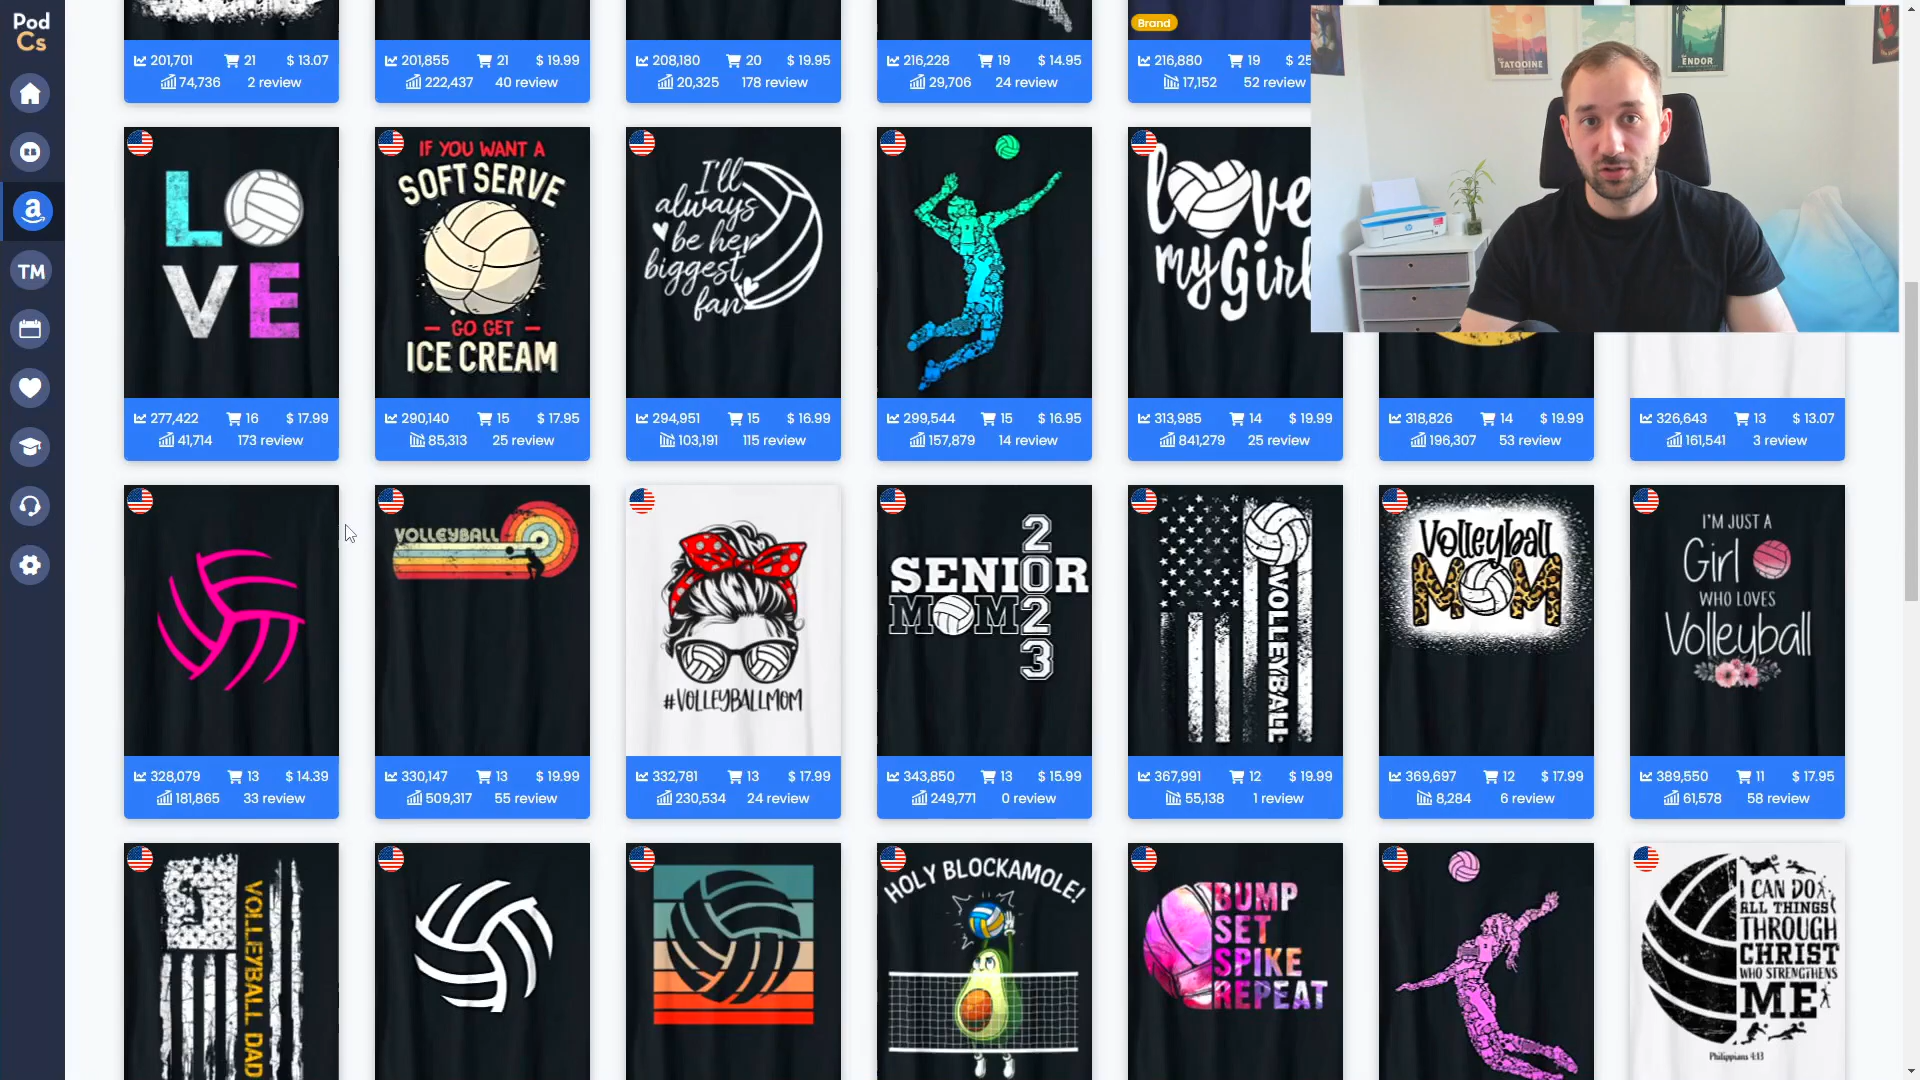 Pod
Cs
TM
201,701 21 $ 13.07
74,736 2 review
201,855 21 $ 19.99
222,437 40 review
208,180 20 $ 19.95
20,325 178 review
216,228 19 $ 14.95
29,706 24 review
Brand
216,880 19 $ 25
17,152 52 review
TATOOINE
ENDOR
hp
LOVE
277,422 16 $ 17.99
41,714 173 review
IF YOU WANT A
SOFT SERVE
GO GET
ICE CREAM
290,140 15 $ 17.95
85,313 25 review
I'll
always
be her
biggest
fan
294,951 15 $ 16.99
103,191 115 review
299,544 15 $ 16.95
157,879 14 review
love
my Girl
313,985 14 $ 19.99
841,279 25 review
318,826 14 $ 19.99
196,307 53 review
326,643 13 $ 13.07
161,541 3 review
328,079 13 $ 14.39
181,865 33 review
VOLLEYBALL
330,147 13 $ 19.99
509,317 55 review
#VOLLEYBALLMOM
332,781 13 $ 17.99
230,534 24 review
SENIOR
MOM
2023
343,850 13 $ 15.99
249,771 0 review
VOLLEYBALL
367,991 12 $ 19.99
55,138 1 review
Volleyball
MOM
369,697 12 $ 17.99
8,284 6 review
I'M JUST A
Girl
WHO LOVES
Volleyball
389,550 11 $ 17.95
61,578 58 review
VOLLEYBALL DAD
HOLY BLOCKAMOLE!
BUMP
SET
SPIKE
REPEAT
I CAN DO
ALL THINGS
THROUGH
CHRIST
WHO STRENGTHENS
ME
Philippians 4:13